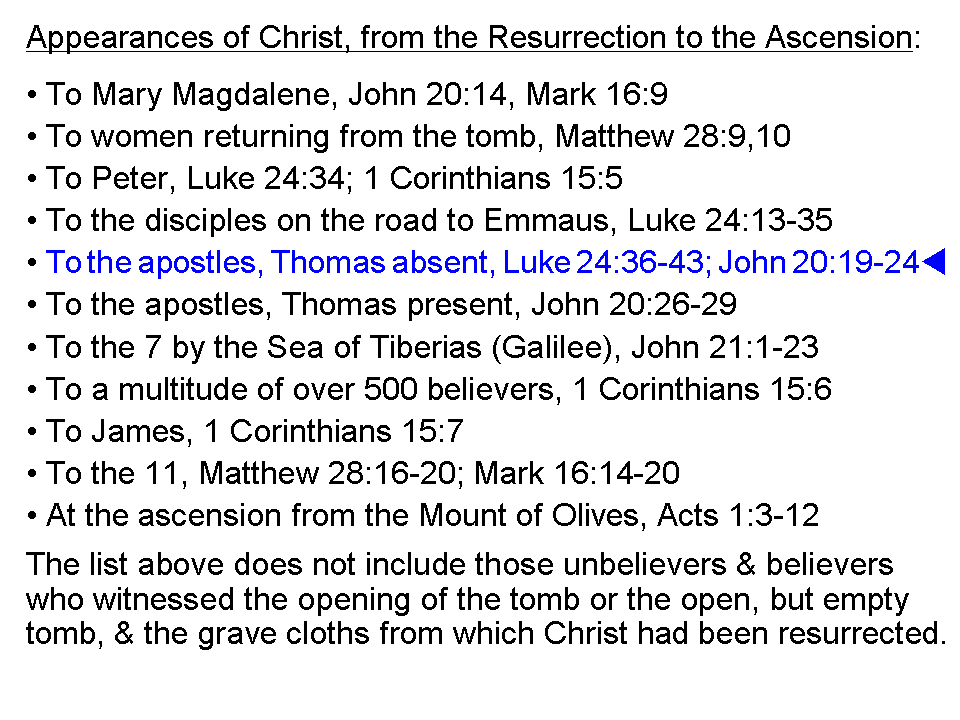 Appearances of Christ, from the Resurrection to the Ascension:
• To Mary Magdalene, John 20:14, Mark 16:9
• To women returning from the tomb, Matthew 28:9,10
• To Peter, Luke 24:34; 1 Corinthians 15:5
• To the disciples on the road to Emmaus, Luke 24:13-35
• To the apostles, Thomas absent, Luke 24:36-43; John 20:19-24◀
• To the apostles, Thomas present, John 20:26-29
• To the 7 by the Sea of Tiberias (Galilee), John 21:1-23
• To a multitude of over 500 believers, 1 Corinthians 15:6
• To James, 1 Corinthians 15:7
• To the 11, Matthew 28:16-20; Mark 16:14-20
• At the ascension from the Mount of Olives, Acts 1:3-12
The list above does not include those unbelievers & believers
who witnessed the opening of the tomb or the open, but empty
tomb, & the grave cloths from which Christ had been resurrected.